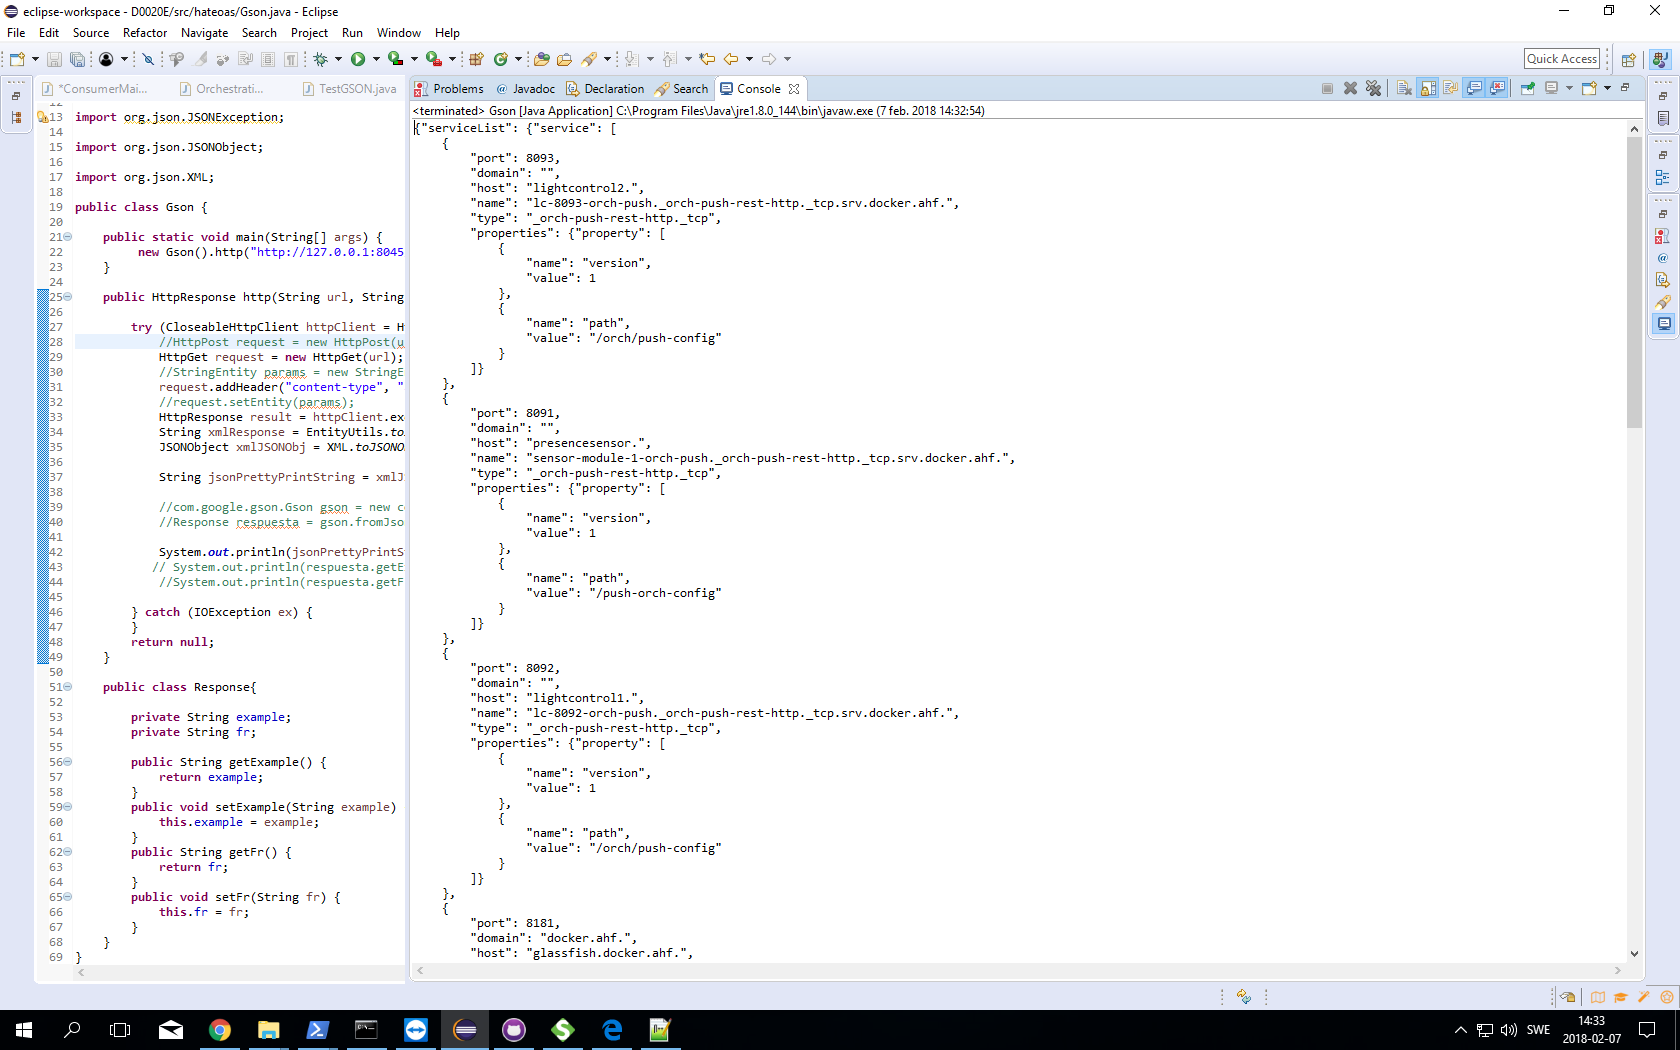 eclipse-workspace - D0020E/src/hateoas/Gson.java - Eclipse
File Edit Source Refactor Navigate Search Project Run Window Help
Quick Access
*ConsumerMai... Orchestrati... TestGSON.java
12
13 import org.json.JSONException;
14
15 import org.json.JSONObject;
16
17 import org.json.XML;
18
19 public class Gson {
20
21 public static void main(String[] args) {
22 new Gson().http("http://127.0.0.1:8045
23 }
24
25 public HttpResponse http(String url, String
26
27 try (CloseableHttpClient httpClient = H
28 //HttpPost request = new HttpPost(u
29 HttpGet request = new HttpGet(url);
30 //StringEntity params = new StringE
31 request.addHeader("content-type", "
32 //request.setEntity(params);
33 HttpResponse result = httpClient.ex
34 String xmlResponse = EntityUtils.to
35 JSONObject xmlJSONObj = XML.toJSONO
36
37 String jsonPrettyPrintString = xmlJ
38
39 //com.google.gson.Gson gson = new c
40 //Response respuesta = gson.fromJso
41
42 System.out.println(jsonPrettyPrintS
43 // System.out.println(respuesta.getE
44 //System.out.println(respuesta.getF
45
46 } catch (IOException ex) {
47 }
48 return null;
49 }
50
51 public class Response{
52
53 private String example;
54 private String fr;
55
56 public String getExample() {
57 return example;
58 }
59 public void setExample(String example)
60 this.example = example;
61 }
62 public String getFr() {
63 return fr;
64 }
65 public void setFr(String fr) {
66 this.fr = fr;
67 }
68 }
69 }
Problems @ Javadoc Declaration Search Console
<terminated> Gson [Java Application] C:\Program Files\Java\jre1.8.0_144\bin\javaw.exe (7 feb. 2018 14:32:54)
{"serviceList": {"service": [
{
"port": 8093,
"domain": "",
"host": "lightcontrol2.",
"name": "lc-8093-orch-push._orch-push-rest-http._tcp.srv.docker.ahf.",
"type": "_orch-push-rest-http._tcp",
"properties": {"property": [
{
"name": "version",
"value": 1
},
{
"name": "path",
"value": "/orch/push-config"
}
]}
},
{
"port": 8091,
"domain": "",
"host": "presencesensor.",
"name": "sensor-module-1-orch-push._orch-push-rest-http._tcp.srv.docker.ahf.",
"type": "_orch-push-rest-http._tcp",
"properties": {"property": [
{
"name": "version",
"value": 1
},
{
"name": "path",
"value": "/push-orch-config"
}
]}
},
{
"port": 8092,
"domain": "",
"host": "lightcontrol1.",
"name": "lc-8092-orch-push._orch-push-rest-http._tcp.srv.docker.ahf.",
"type": "_orch-push-rest-http._tcp",
"properties": {"property": [
{
"name": "version",
"value": 1
},
{
"name": "path",
"value": "/orch/push-config"
}
]}
},
{
"port": 8181,
"domain": "docker.ahf.",
"host": "glassfish.docker.ahf.",
SWE
14:33
2018-02-07